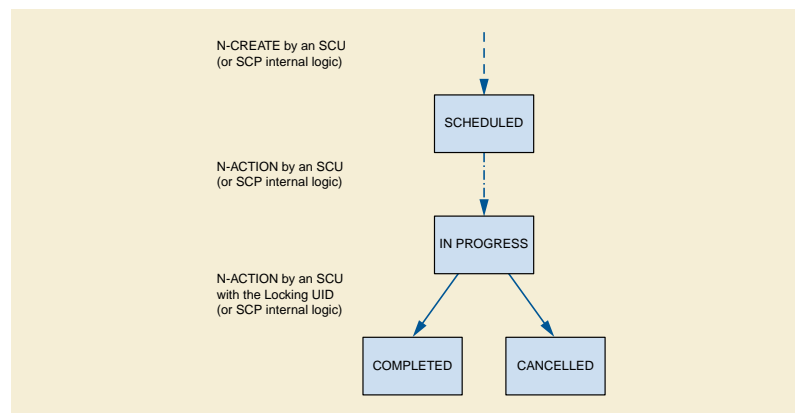 N-CREATE by an SCU
(or SCP internal logic)
SCHEDULED
N-ACTION by an SCU
(or SCP internal logic)
IN PROGRESS
N-ACTION by an SCU
with the Locking UID
(or SCP internal logic)
COMPLETED
CANCELLED